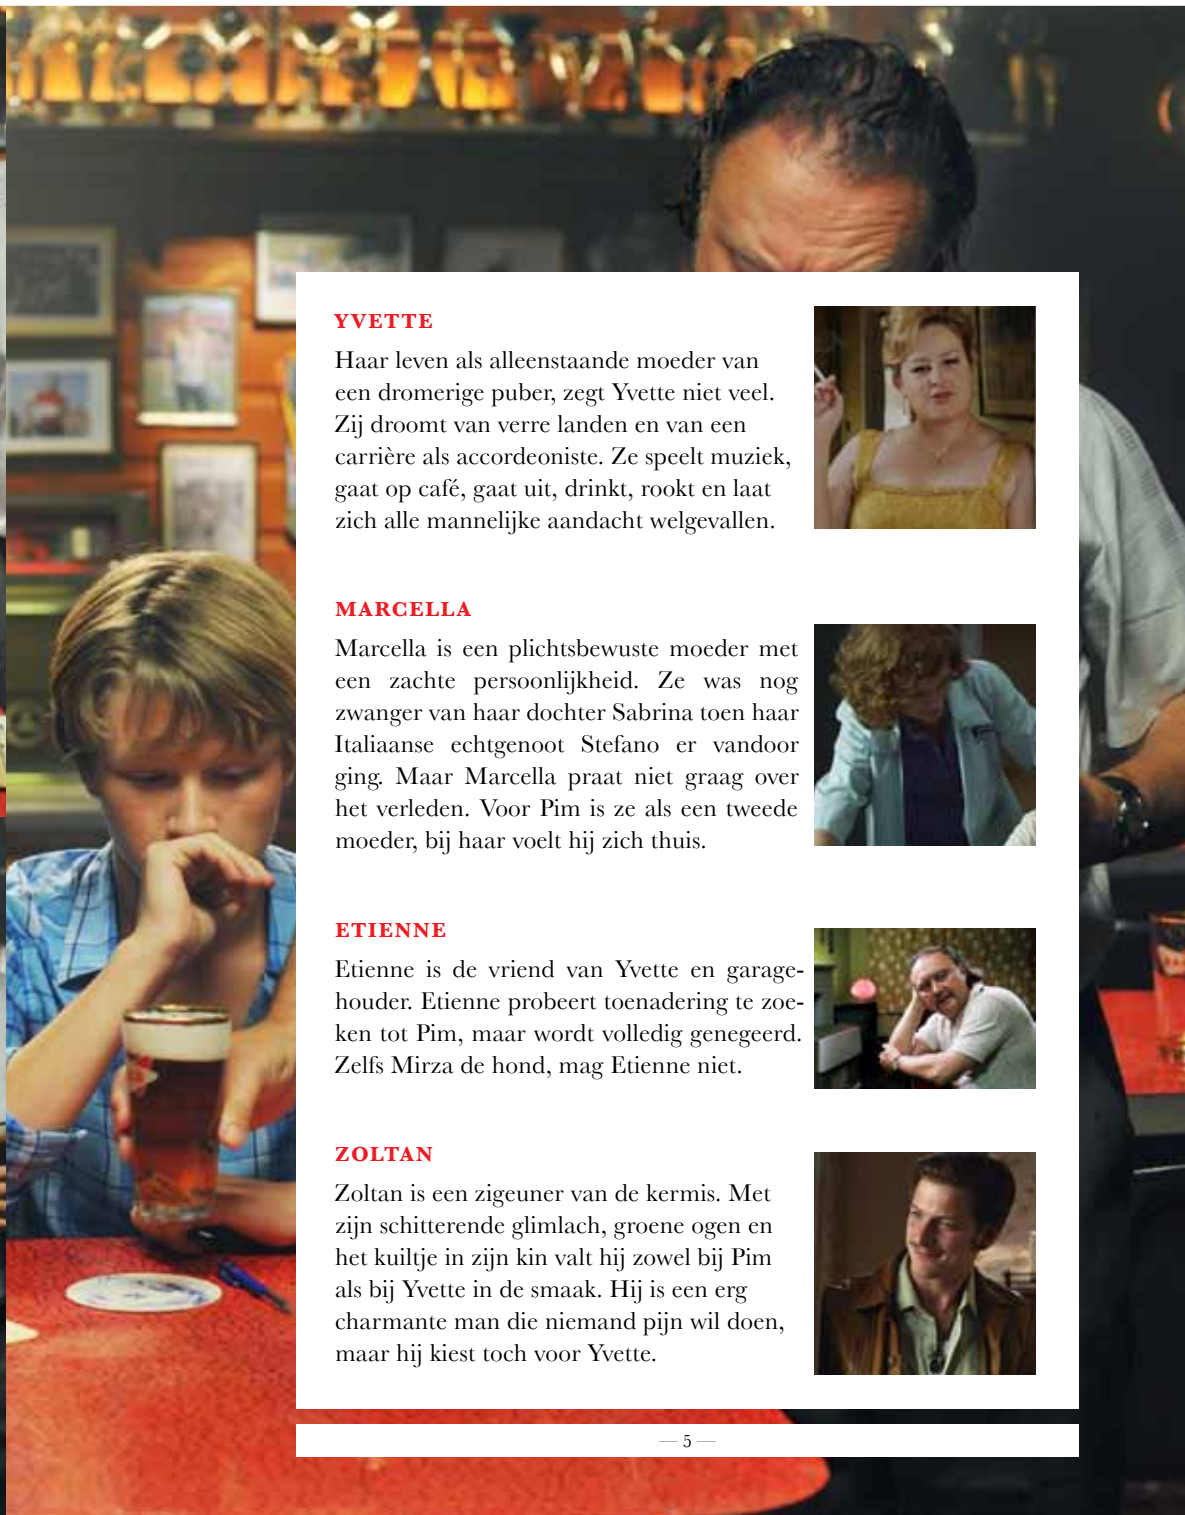 YVETTE
Haar leven als alleenstaande moeder van
een dromerige puber, zegt Yvette niet veel.
Zij droomt van verre landen en van een
carrière als accordeoniste. Ze speelt muziek,
gaat op café, gaat uit, drinkt, rookt en laat
zich alle mannelijke aandacht welgevallen.
MARCELLA
Marcella is een plichtsbewuste moeder met
een zachte persoonlijkheid. Ze was nog
zwanger van haar dochter Sabrina toen haar
Italiaanse echtgenoot Stefano er vandoor
ging. Maar Marcella praat niet graag over
het verleden. Voor Pim is ze als een tweede
moeder, bij haar voelt hij zich thuis.
ETIENNE
Etienne is de vriend van Yvette en garage-
houder. Etienne probeert toenadering te zoe-
ken tot Pim, maar wordt volledig genegeerd.
Zelfs Mirza de hond, mag Etienne niet.
ZOLTAN
Zoltan is een zigeuner van de kermis. Met
zijn schitterende glimlach, groene ogen en
het kuiltje in zijn kin valt hij zowel bij Pim
als bij Yvette in de smaak. Hij is een erg
charmante man die niemand pijn wil doen,
maar hij kiest toch voor Yvette.
— 5 —